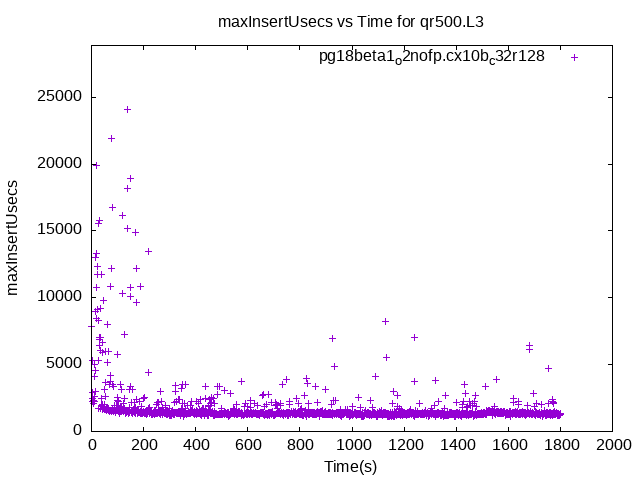 maxInsertUsecs vs Time for qr500.L3
pg18beta1_o2nofp.cx10b_c32r128
25000
20000
15000
10000
5000
0
maxInsertUsecs
0 200 400 600 800 1000 1200 1400 1600 1800 2000
Time(s)